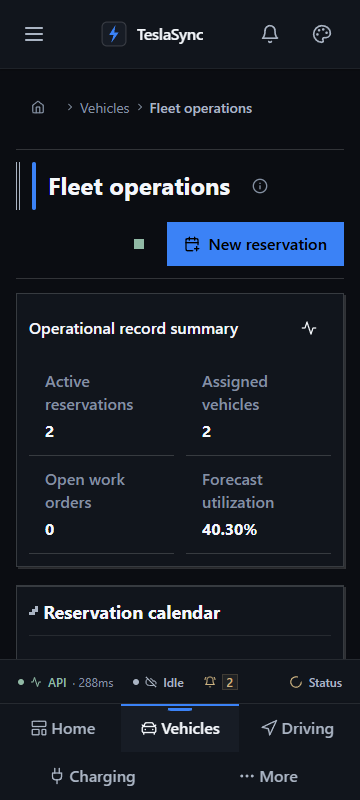 TeslaSync
Vehicles Fleet operations
Fleet operations
New reservation
Operational record summary
Active reservations
2
Assigned vehicles
2
Open work orders
0
Forecast utilization
40.30%
Reservation calendar
API · 288ms
Idle
2
Status
Home
Vehicles
Driving
Charging
More